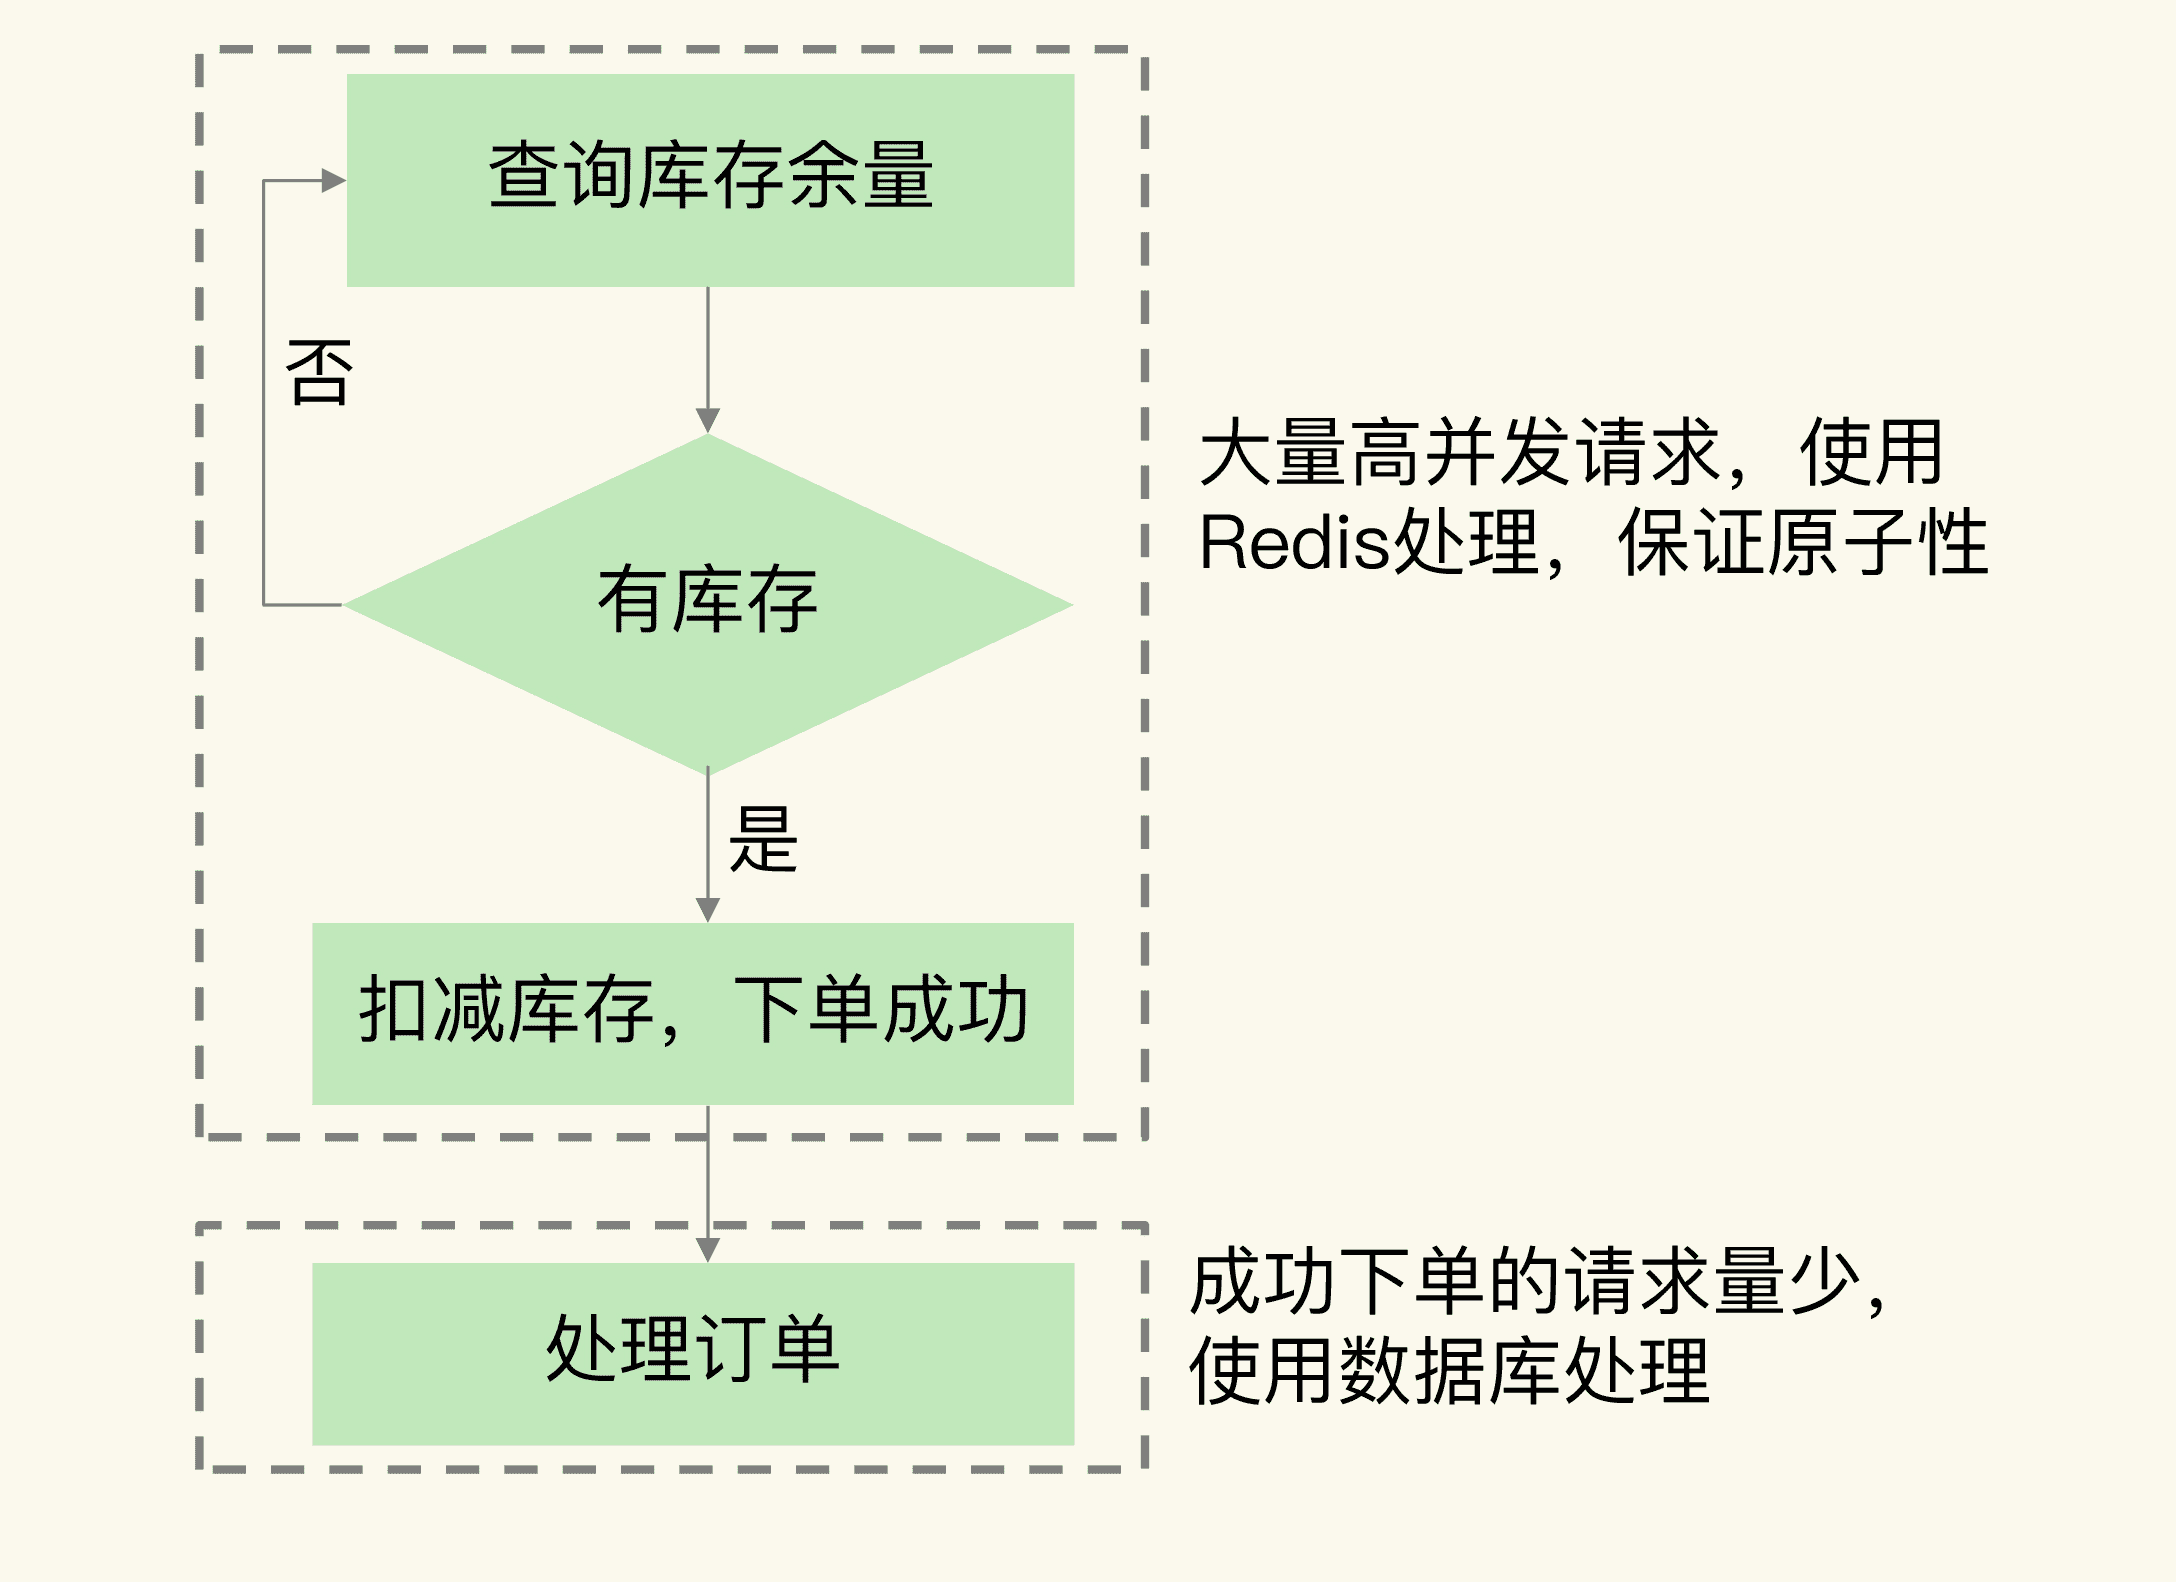 查询库存余量
否
有库存
大量高并发请求，使用
Redis处理，保证原子性
是
扣减库存，下单成功
处理订单
成功下单的请求量少，
使用数据库处理